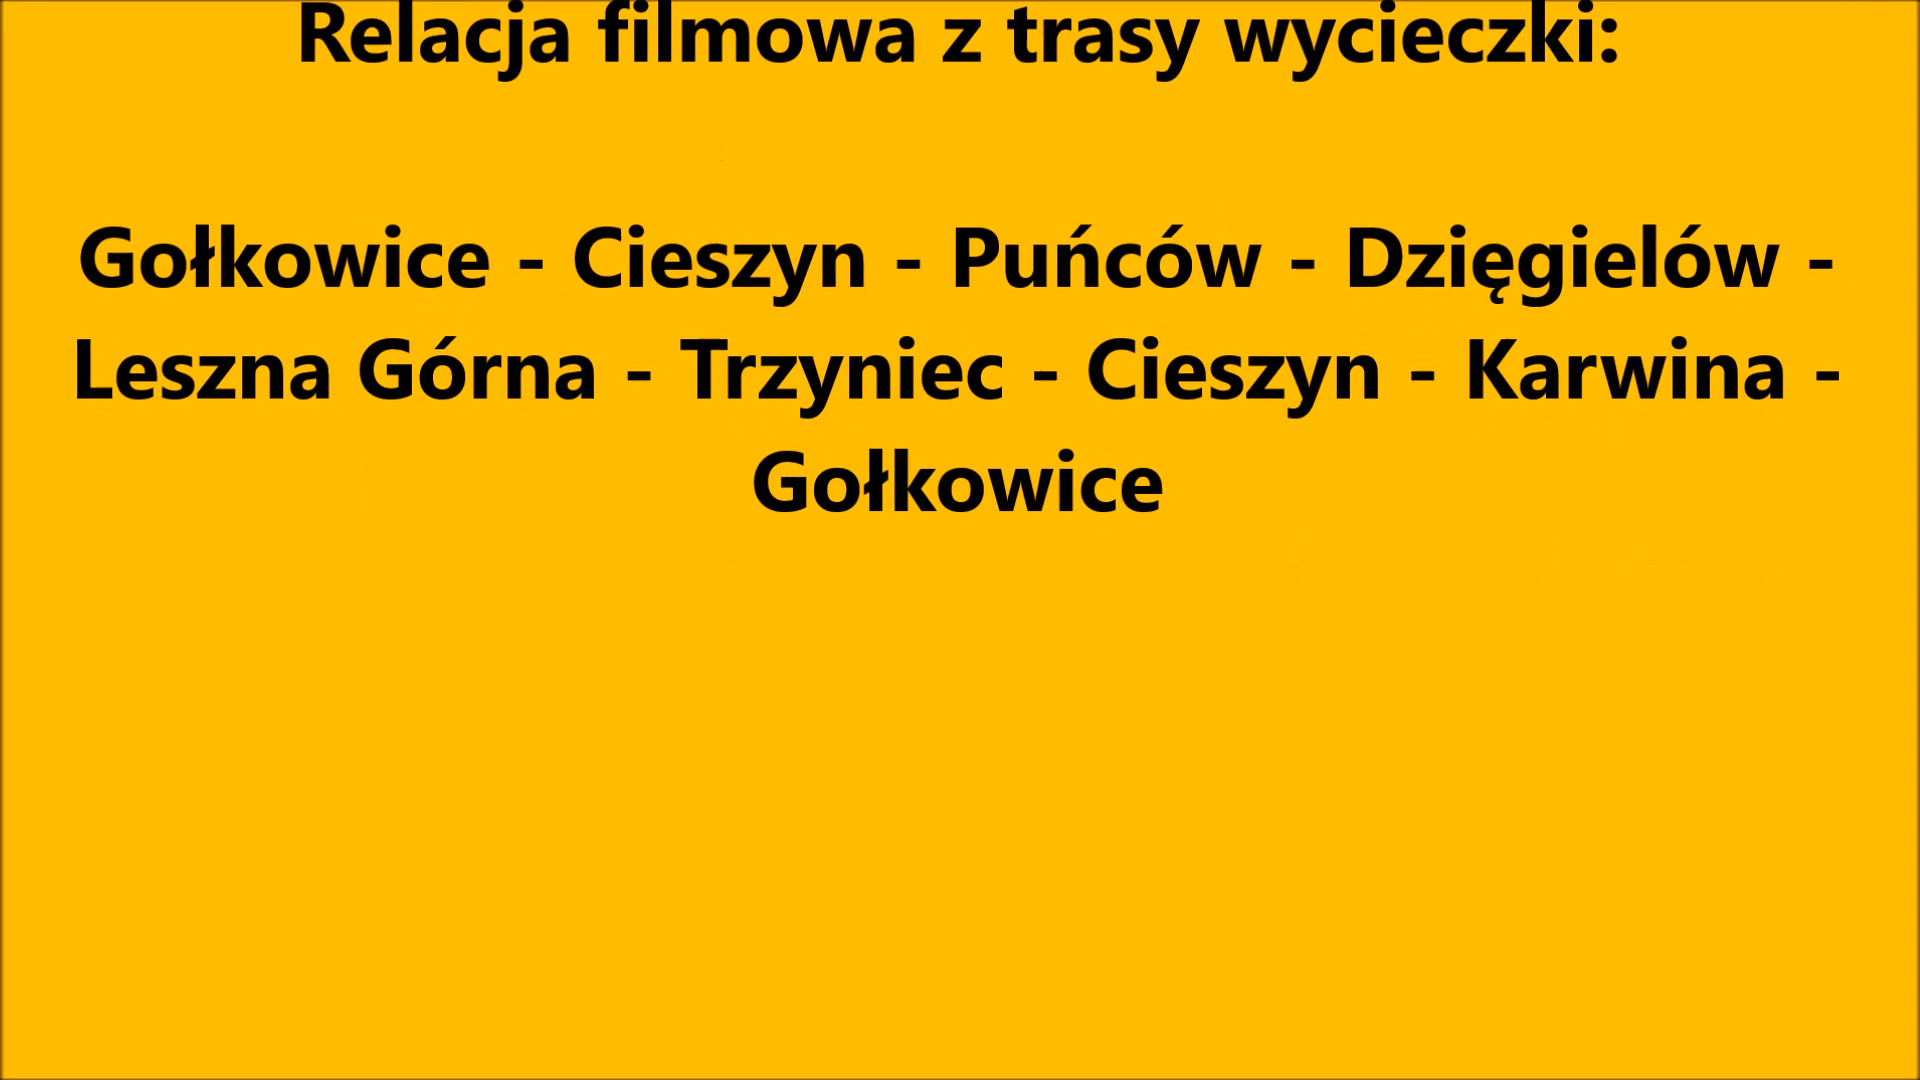 Relacja filmowa z trasy wycieczki:
Gołkowice - Cieszyn - Puńców - Dzięgielów -
Leszna Górna - Trzyniec - Cieszyn - Karwina -
Gołkowice